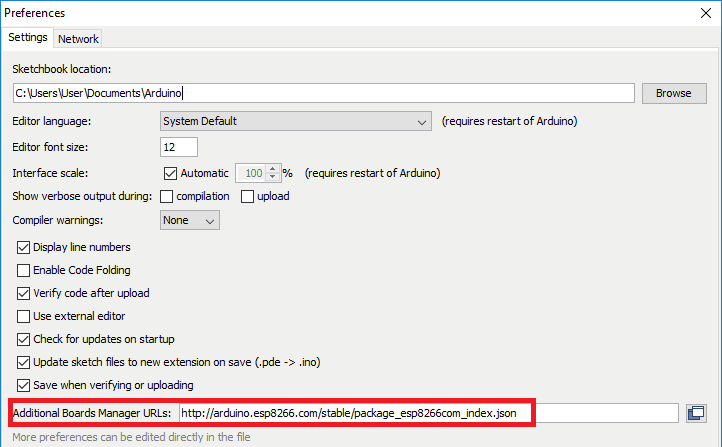 Preferences
Settings Network
Sketchbook location:
C:\Users\User\Documents\Arduino Browse
Editor language: System Default (requires restart of Arduino)
Editor font size: 12
Interface scale: Automatic 100 % (requires restart of Arduino)
Show verbose output during: compilation upload
Compiler warnings: None
Display line numbers
Enable Code Folding
Verify code after upload
Use external editor
Check for updates on startup
Update sketch files to new extension on save (.pde -> .ino)
Save when verifying or uploading
Additional Boards Manager URLs: http://arduino.esp8266.com/stable/package_esp8266com_index.json
More preferences can be edited directly in the file